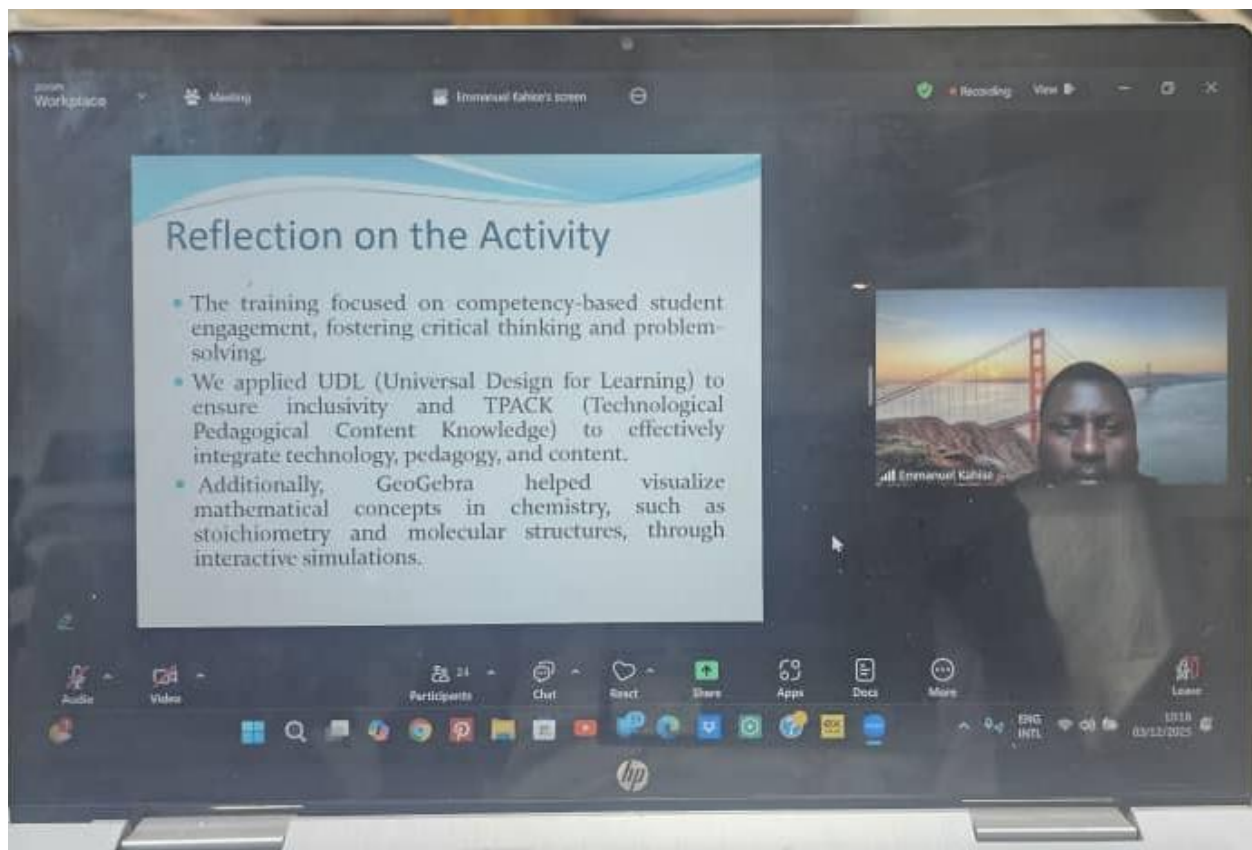 zoom
Workplace
Meeting
Emmanuel Kahise's screen
Recording
View
Reflection on the Activity
• The training focused on competency-based student
engagement, fostering critical thinking and problem-
solving.
• We applied UDL (Universal Design for Learning) to
ensure inclusivity and TPACK (Technological
Pedagogical Content Knowledge) to effectively
integrate technology, pedagogy, and content.
• Additionally, GeoGebra helped visualize
mathematical concepts in chemistry, such as
stoichiometry and molecular structures, through
interactive simulations.
Emmanuel Kahise
Audio
Video
24
Participants
Chat
React
Share
Apps
Docs
More
Leave
ENG
INTL
10:18
03/12/2025
hp